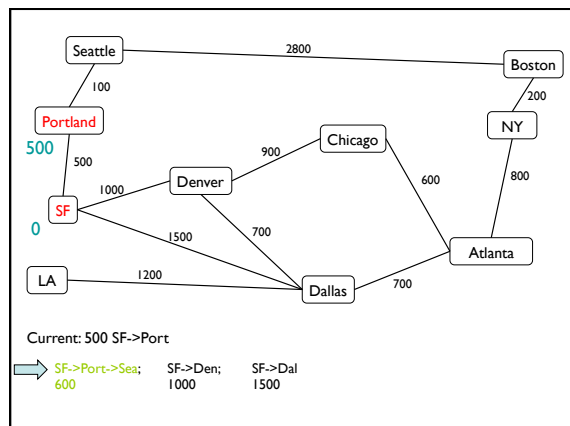 Seattle
2800
Boston
100
200
Portland
NY
500
Chicago
500
900
Denver
1000
600
800
SF
0
700
1500
Atlanta
LA
1200
700
Dallas
Current: 500 SF->Port
SF->Port->Sea; SF->Den; SF->Dal
600 1000 1500